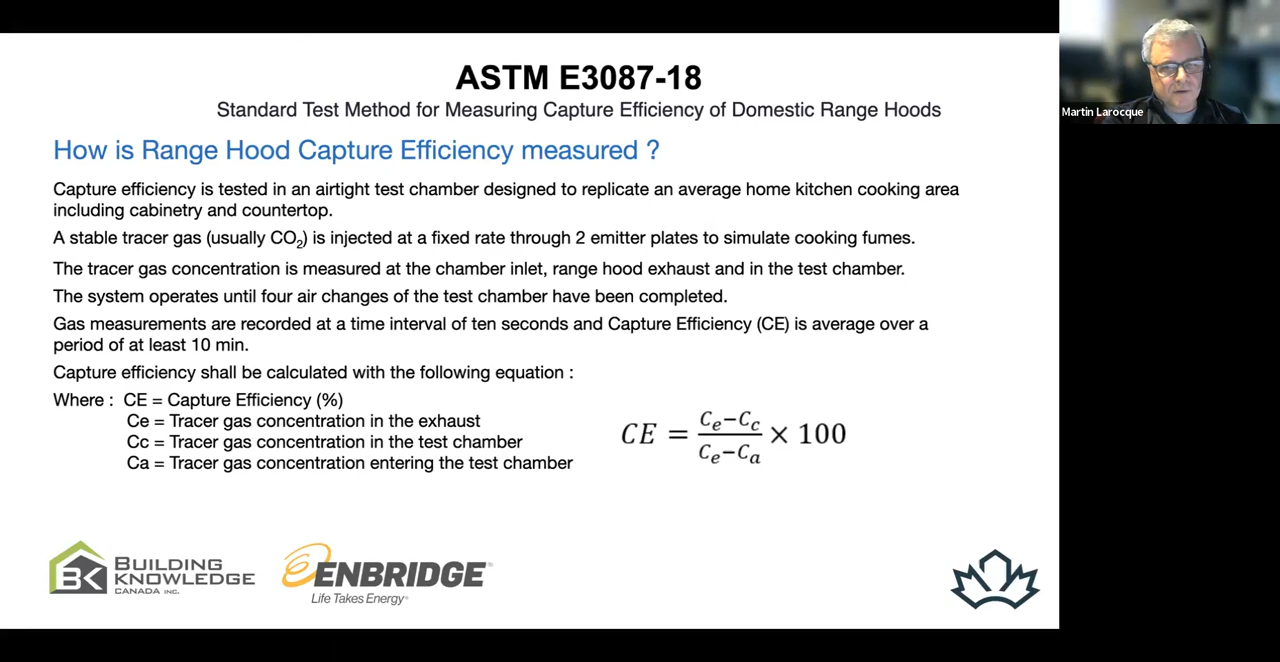 ASTM E3087-18
Standard Test Method for Measuring Capture Efficiency of Domestic Range Hoods
How is Range Hood Capture Efficiency measured ?
Capture efficiency is tested in an airtight test chamber designed to replicate an average home kitchen cooking area
including cabinetry and countertop.
A stable tracer gas (usually CO₂) is injected at a fixed rate through 2 emitter plates to simulate cooking fumes.
The tracer gas concentration is measured at the chamber inlet, range hood exhaust and in the test chamber.
The system operates until four air changes of the test chamber have been completed.
Gas measurements are recorded at a time interval of ten seconds and Capture Efficiency (CE) is average over a
period of at least 10 min.
Capture efficiency shall be calculated with the following equation :
Where : CE = Capture Efficiency (%)
Ce = Tracer gas concentration in the exhaust
Cc = Tracer gas concentration in the test chamber
Ca = Tracer gas concentration entering the test chamber
CE = (Cₑ−C꜀)/(Cₑ−Cₐ) × 100
BK BUILDING
KNOWLEDGE
CANADA INC.
ENBRIDGE®
Life Takes Energy®
Martin Larocque